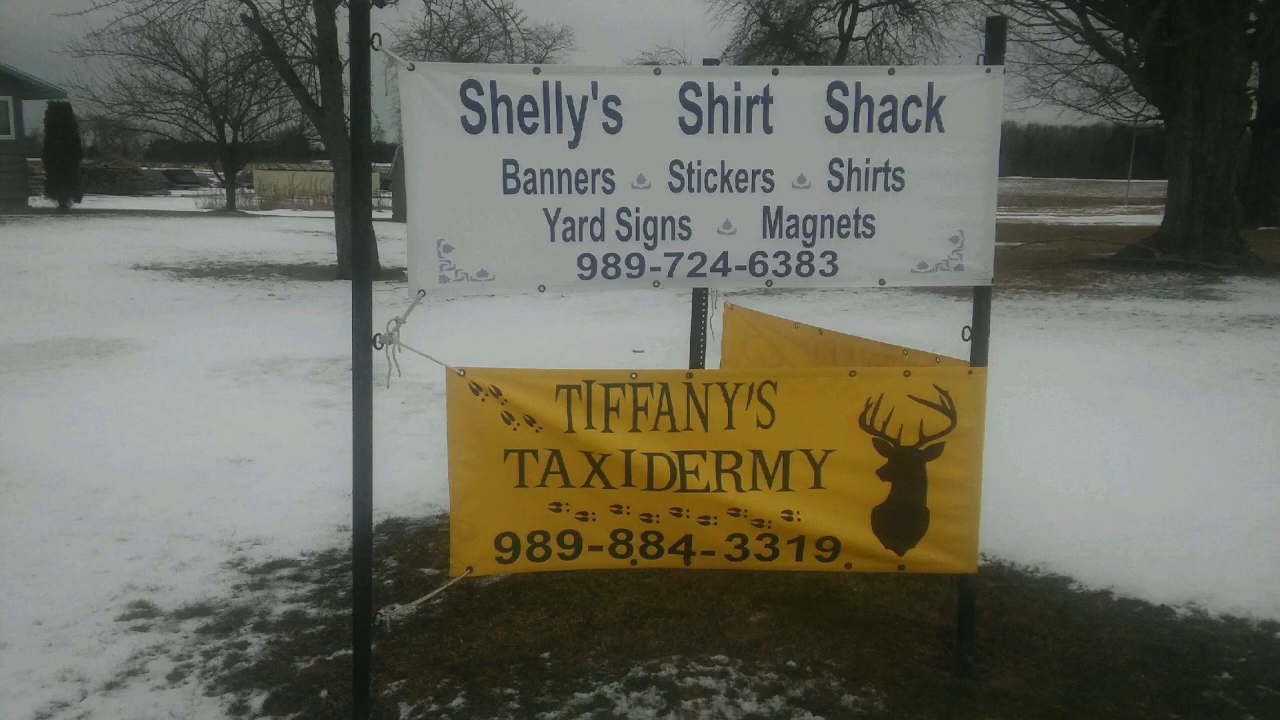 Shelly's Shirt Shack
Banners Stickers Shirts
Yard Signs Magnets
989-724-6383
TIFFANY'S
TAXIDERMY
989-884-3319